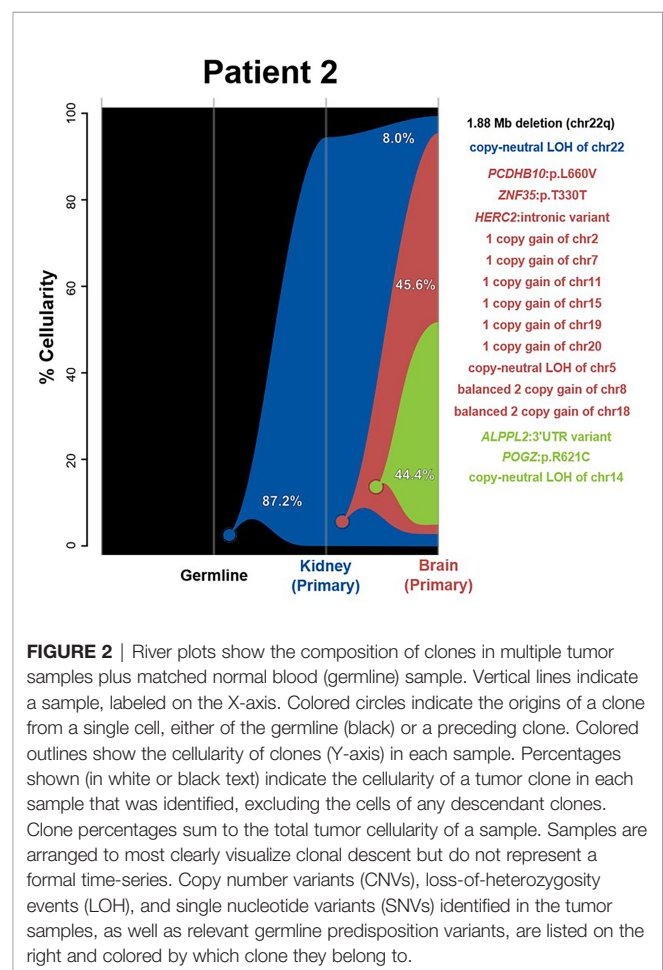 Patient 2
100
80
60
40
20
0
% Cellularity
8.0%
45.6%
44.4%
87.2%
Germline
Kidney
(Primary)
Brain
(Primary)
1.88 Mb deletion (chr22q)
copy-neutral LOH of chr22
PCDHB10:p.L660V
ZNF35:p.T330T
HERC2:intronic variant
1 copy gain of chr2
1 copy gain of chr7
1 copy gain of chr11
1 copy gain of chr15
1 copy gain of chr19
1 copy gain of chr20
copy-neutral LOH of chr5
balanced 2 copy gain of chr8
balanced 2 copy gain of chr18
ALPPL2:3'UTR variant
POGZ:p.R621C
copy-neutral LOH of chr14
FIGURE 2 | River plots show the composition of clones in multiple tumor
samples plus matched normal blood (germline) sample. Vertical lines indicate
a sample, labeled on the X-axis. Colored circles indicate the origins of a clone
from a single cell, either of the germline (black) or a preceding clone. Colored
outlines show the cellularity of clones (Y-axis) in each sample. Percentages
shown (in white or black text) indicate the cellularity of a tumor clone in each
sample that was identified, excluding the cells of any descendant clones.
Clone percentages sum to the total tumor cellularity of a sample. Samples are
arranged to most clearly visualize clonal descent but do not represent a
formal time-series. Copy number variants (CNVs), loss-of-heterozygosity
events (LOH), and single nucleotide variants (SNVs) identified in the tumor
samples, as well as relevant germline predisposition variants, are listed on the
right and colored by which clone they belong to.